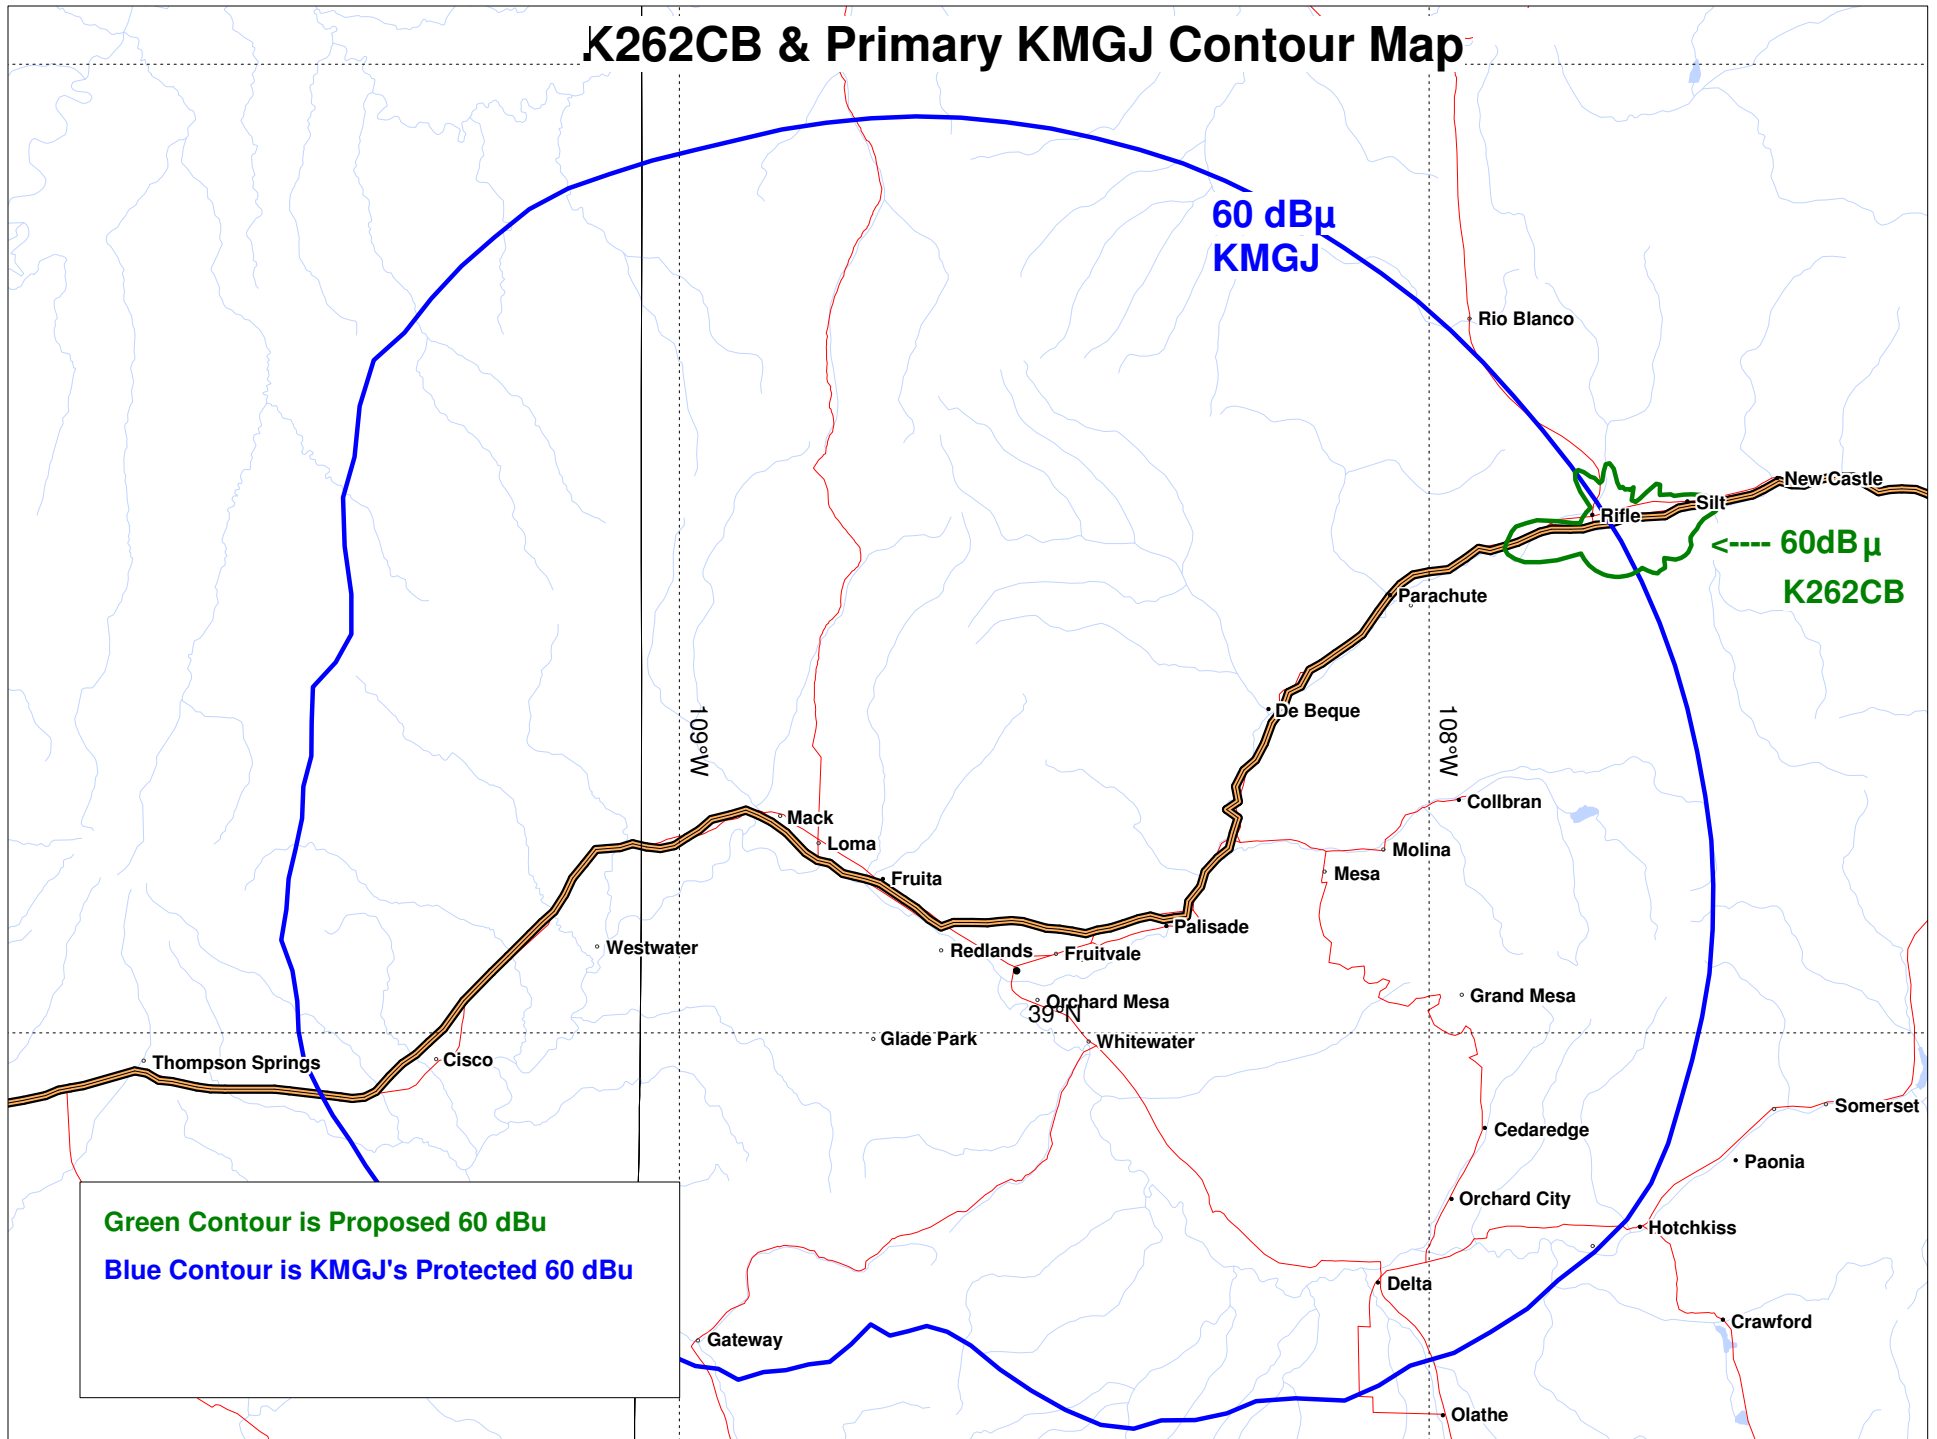 K262CB & Primary KMGJ Contour Map
60 dBµ
KMGJ
Rio Blanco
New Castle
Silt
Rifle
<---- 60dBµ
K262CB
Parachute
De Beque
109°W
108°W
Collbran
Mack
Loma
Molina
Mesa
Fruita
Palisade
Westwater
Redlands
Fruitvale
Grand Mesa
Orchard Mesa
39°N
Glade Park
Whitewater
Thompson Springs
Cisco
Somerset
Cedaredge
Paonia
Orchard City
Hotchkiss
Green Contour is Proposed 60 dBu
Blue Contour is KMGJ's Protected 60 dBu
Delta
Crawford
Gateway
Olathe